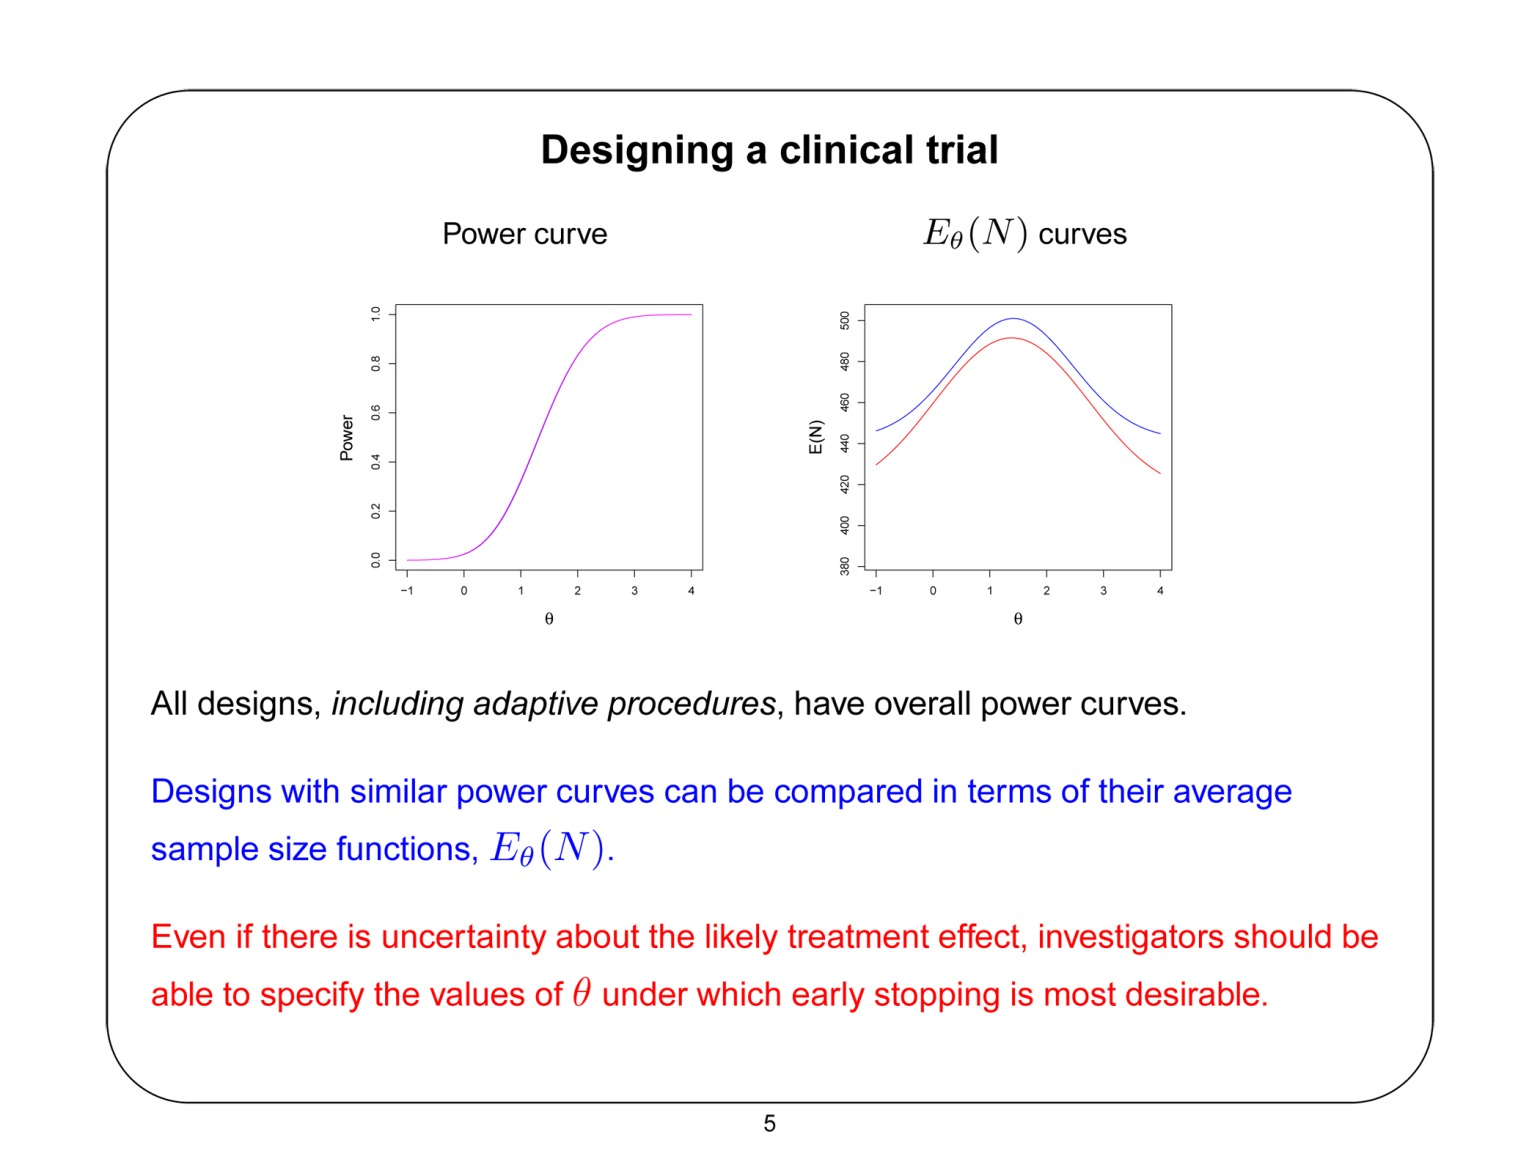 Designing a clinical trial
Power curve
E_θ(N) curves
1.0
0.8
0.6
0.4
0.2
0.0
Power
−1 0 1 2 3 4
θ
500
480
460
440
420
400
380
E(N)
−1 0 1 2 3 4
θ
All designs, including adaptive procedures, have overall power curves.
Designs with similar power curves can be compared in terms of their average
sample size functions, E_θ(N).
Even if there is uncertainty about the likely treatment effect, investigators should be
able to specify the values of θ under which early stopping is most desirable.
5